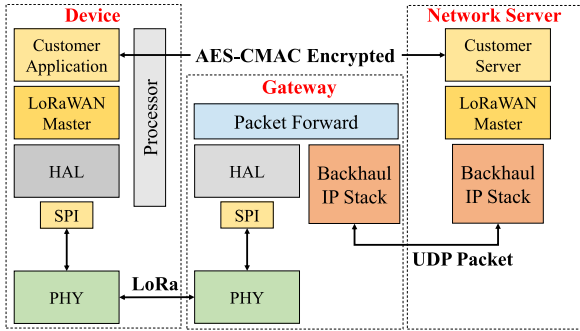 Device
Customer
Application
LoRaWAN
Master
HAL
SPI
PHY
Processor
AES-CMAC Encrypted
LoRa
Gateway
Packet Forward
HAL
SPI
PHY
Backhaul
IP Stack
UDP Packet
Network Server
Customer
Server
LoRaWAN
Master
Backhaul
IP Stack